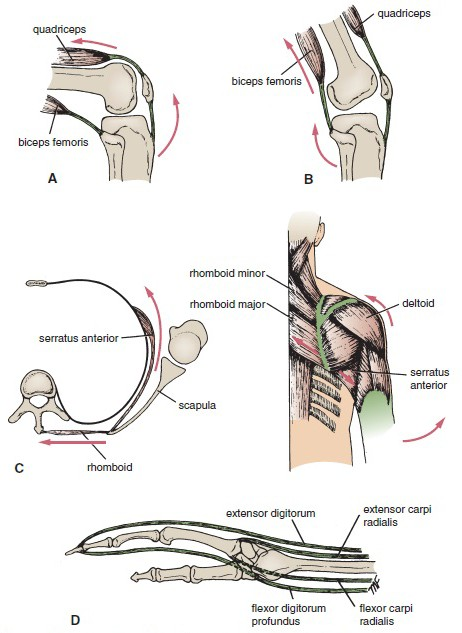 quadriceps
biceps femoris
A
quadriceps
biceps femoris
B
serratus anterior
scapula
rhomboid
C
rhomboid minor
rhomboid major
deltoid
serratus
anterior
extensor digitorum
extensor carpi
radialis
flexor digitorum
profundus
flexor carpi
radialis
D